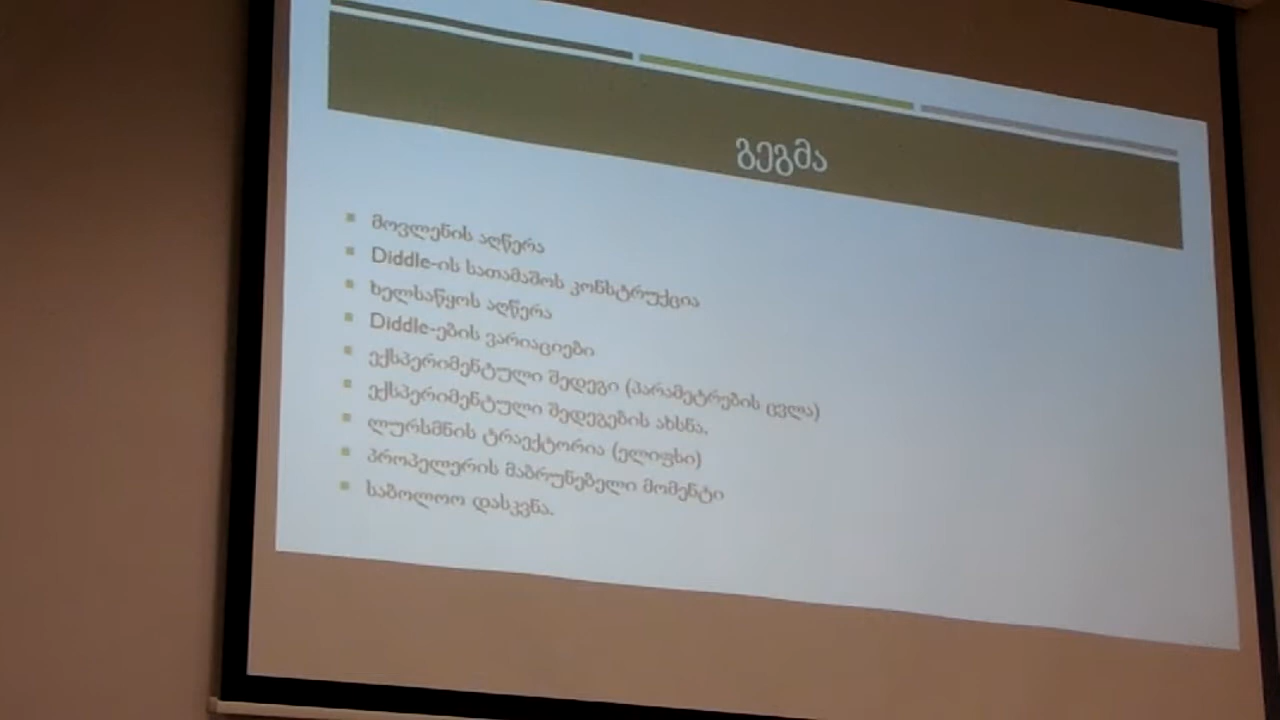 გეგმა
მოვლენის აღწერა
Diddle-ის სათამაშოს კონსტრუქცია
ხელსაწყოს აღწერა
Diddle-ების ვარიაციები
ექსპერიმენტული შედეგი (პარამეტრების ცვლა)
ექსპერიმენტული შედეგების ახსნა.
ლურსმნის ტრაექტორია (ელიფსი)
პროპელერის მაბრუნებელი მომენტი
საბოლოო დასკვნა.